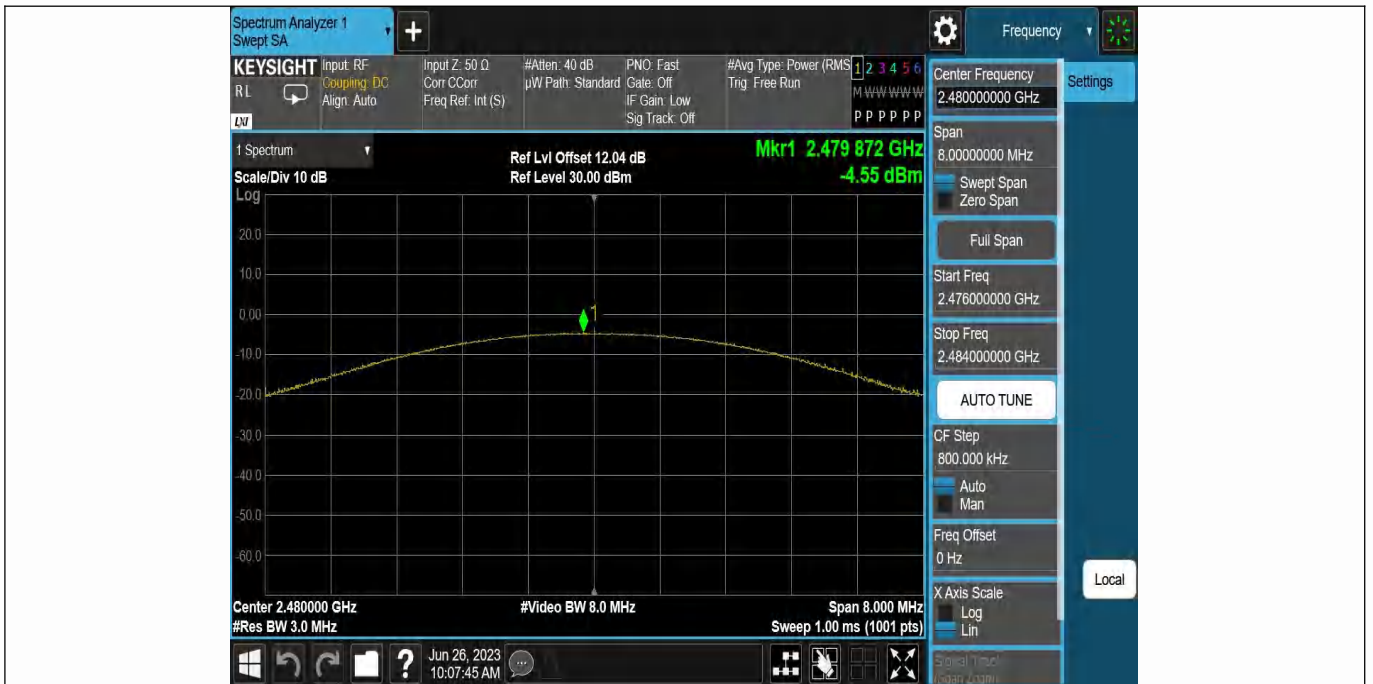 Spectrum Analyzer 1
Swept SA
+
Frequency
KEYSIGHT
RL
LXI
Input: RF
Coupling: DC
Align: Auto
Input Z: 50 Ω
Corr CCorr
Freq Ref: Int (S)
#Atten: 40 dB
µW Path: Standard
PNO: Fast
Gate: Off
IF Gain: Low
Sig Track: Off
#Avg Type: Power (RMS
Trig: Free Run
1 2 3 4 5 6
M W W W W W
P P P P P P
1 Spectrum
Scale/Div 10 dB
Ref Lvl Offset 12.04 dB
Ref Level 30.00 dBm
Mkr1 2.479 872 GHz
-4.55 dBm
Log
20.0
10.0
0.00
-10.0
-20.0
-30.0
-40.0
-50.0
-60.0
1
Center 2.480000 GHz
#Res BW 3.0 MHz
#Video BW 8.0 MHz
Span 8.000 MHz
Sweep 1.00 ms (1001 pts)
Center Frequency
2.480000000 GHz
Settings
Span
8.00000000 MHz
Swept Span
Zero Span
Full Span
Start Freq
2.476000000 GHz
Stop Freq
2.484000000 GHz
AUTO TUNE
CF Step
800.000 kHz
Auto
Man
Freq Offset
0 Hz
X Axis Scale
Log
Lin
Local
Signal Track
(Span Zoom)
?
Jun 26, 2023
10:07:45 AM